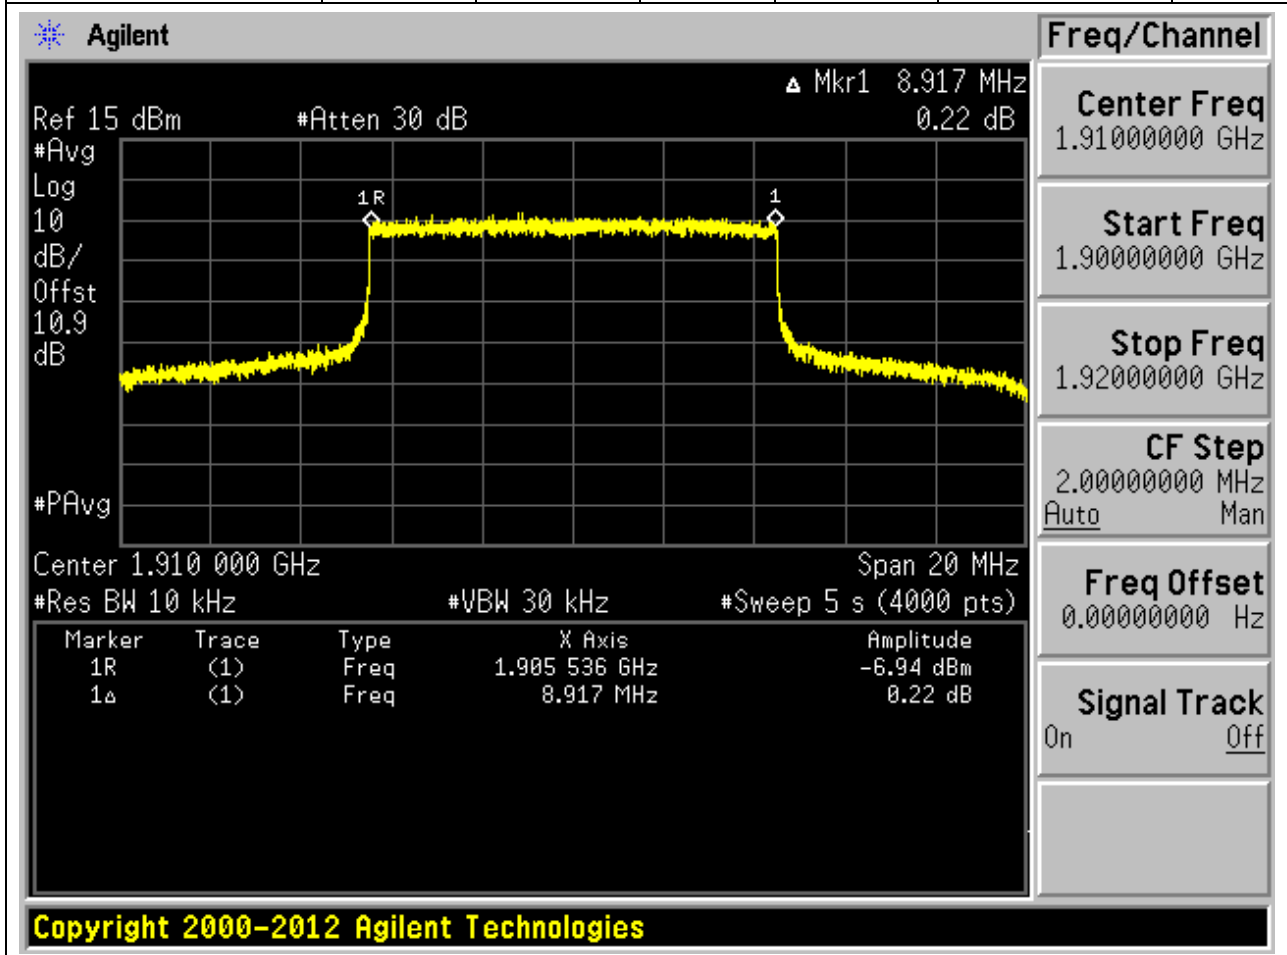 Agilent
Freq/Channel
Δ Mkr1 8.917 MHz
Ref 15 dBm #Atten 30 dB 0.22 dB
#Avg
Log
10
dB/
Offst
10.9
dB
#PAvg
1R
1
Center 1.910 000 GHz Span 20 MHz
#Res BW 10 kHz #VBW 30 kHz #Sweep 5 s (4000 pts)
Marker Trace Type X Axis Amplitude
1R (1) Freq 1.905 536 GHz -6.94 dBm
1Δ (1) Freq 8.917 MHz 0.22 dB
Center Freq
1.91000000 GHz
Start Freq
1.90000000 GHz
Stop Freq
1.92000000 GHz
CF Step
2.00000000 MHz
Auto Man
Freq Offset
0.00000000 Hz
Signal Track
On Off
Copyright 2000-2012 Agilent Technologies